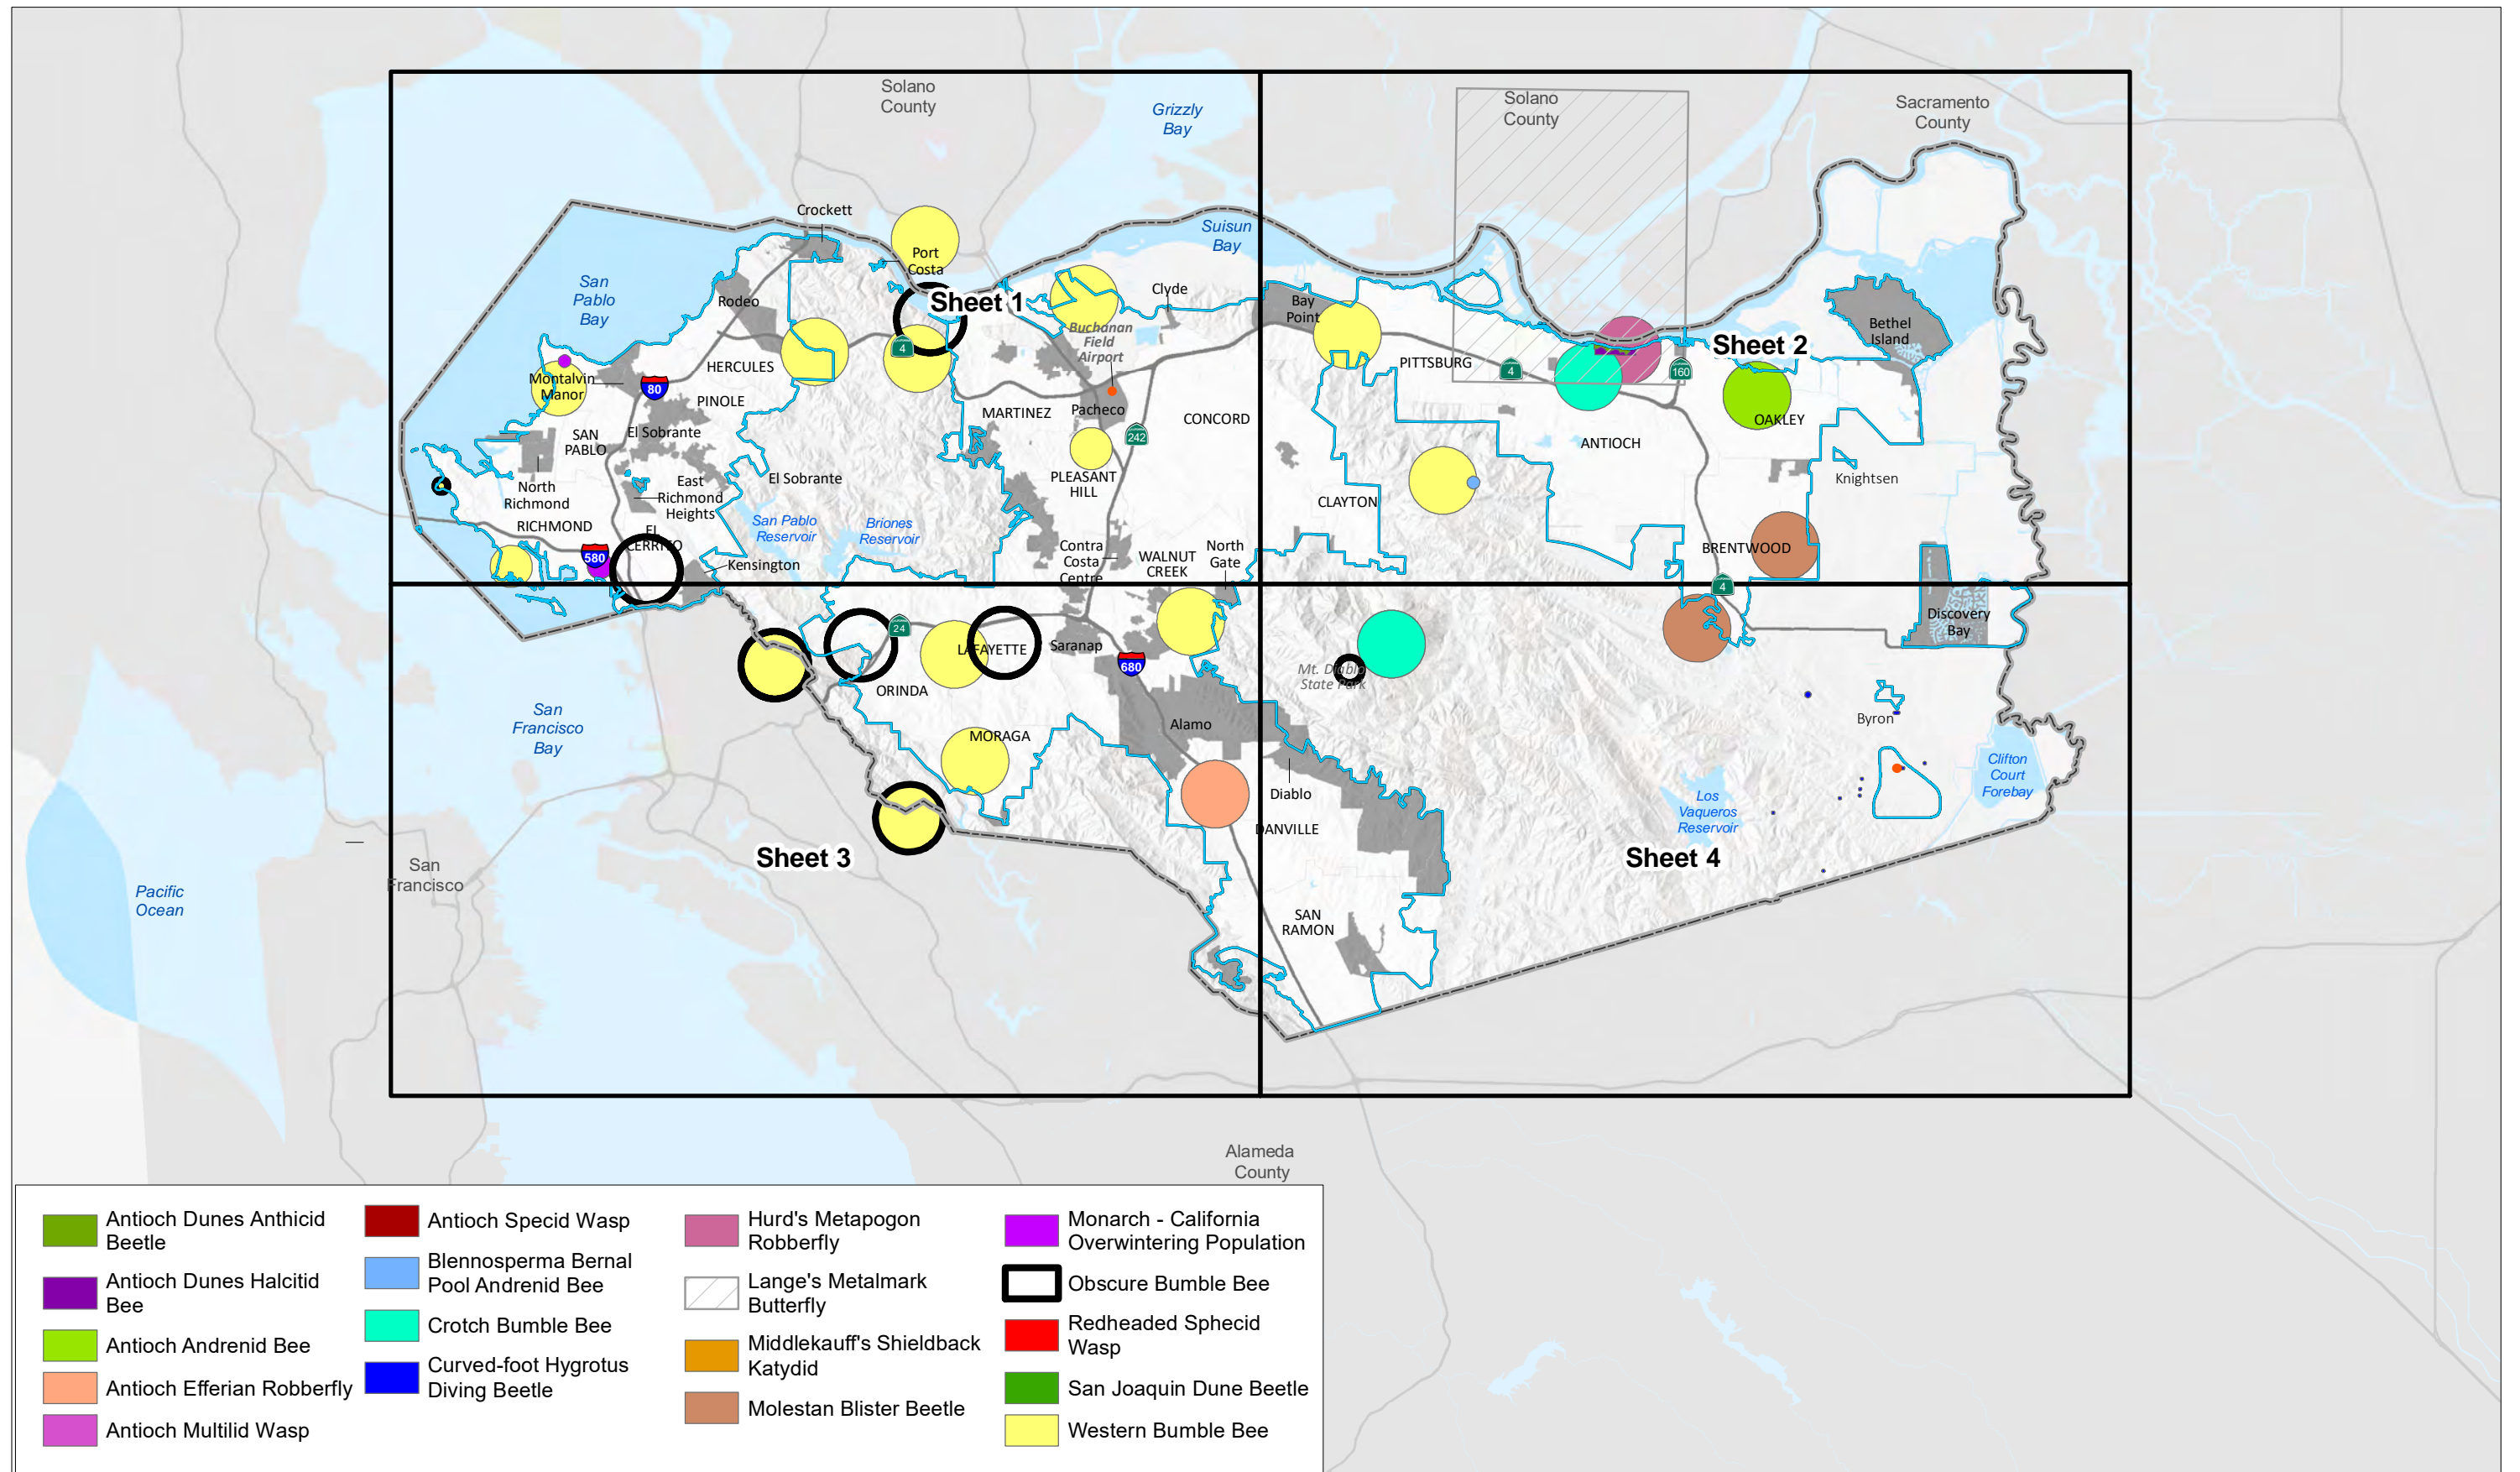 Solano
County
Grizzly
Bay
Solano
County
Sacramento
County
Crockett
Suisun
Bay
Port
Costa
San
Pablo
Bay
Rodeo
Sheet 1
Clyde
Bay
Point
Buchanan
Field
Airport
Bethel
Island
Sheet 2
4
HERCULES
Montalvin
Manor
80
PITTSBURG
4
160
PINOLE
MARTINEZ
Pacheco
CONCORD
OAKLEY
SAN
PABLO
El Sobrante
242
ANTIOCH
El Sobrante
PLEASANT
HILL
Knightsen
North
Richmond
East
Richmond
Heights
CLAYTON
RICHMOND
San Pablo
Reservoir
Briones
Reservoir
EL
CERRITO
580
Kensington
Contra
Costa
Centre
WALNUT
CREEK
North
Gate
BRENTWOOD
4
Discovery
Bay
24
LAFAYETTE
Saranap
680
Mt. Diablo
State Park
ORINDA
San
Francisco
Bay
MORAGA
Alamo
Byron
Clifton
Court
Forebay
Diablo
Los
Vaqueros
Reservoir
DANVILLE
Sheet 3
Sheet 4
San
Francisco
Pacific
Ocean
SAN
RAMON
Alameda
County
Antioch Dunes Anthicid
Beetle
Antioch Dunes Halcitid
Bee
Antioch Andrenid Bee
Antioch Efferian Robberfly
Antioch Multilid Wasp
Antioch Specid Wasp
Blennosperma Bernal
Pool Andrenid Bee
Crotch Bumble Bee
Curved-foot Hygrotus
Diving Beetle
Hurd's Metapogon
Robberfly
Lange's Metalmark
Butterfly
Middlekauff's Shieldback
Katydid
Molestan Blister Beetle
Monarch - California
Overwintering Population
Obscure Bumble Bee
Redheaded Sphecid
Wasp
San Joaquin Dune Beetle
Western Bumble Bee